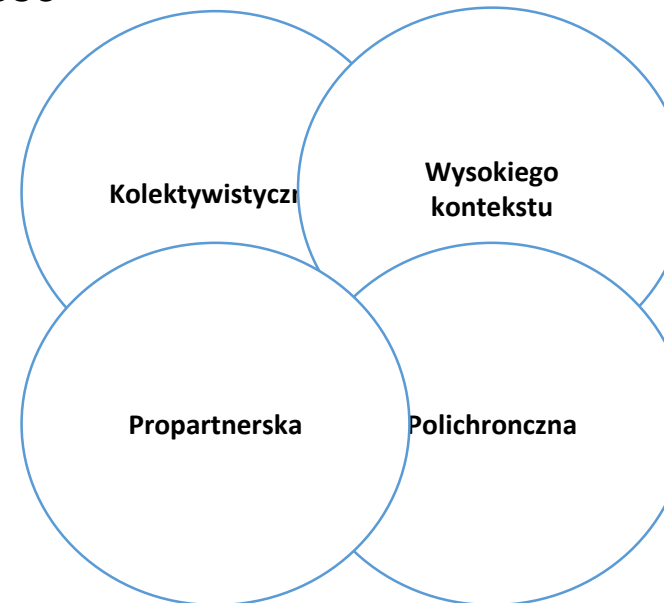 Kolektywistyczn
Wysokiego
kontekstu
Propartnerska
Polichronczna